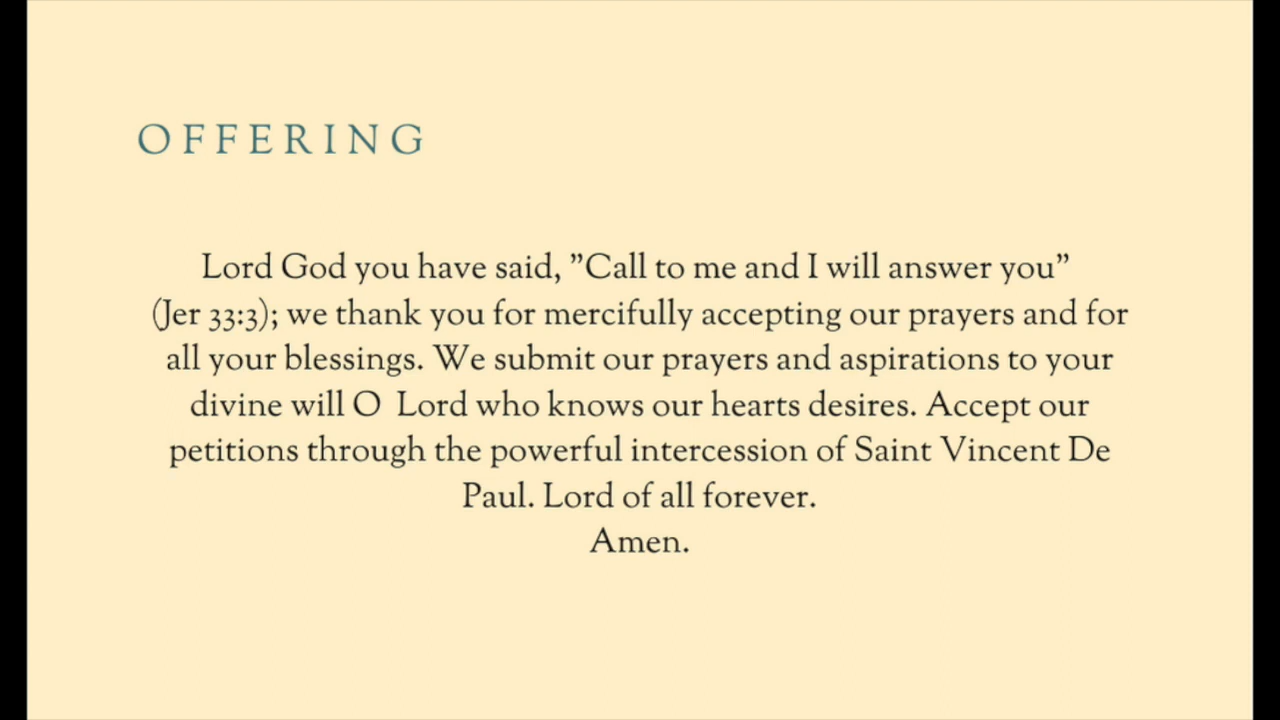 OFFERING
Lord God you have said, ”Call to me and I will answer you”
(Jer 33:3); we thank you for mercifully accepting our prayers and for
all your blessings. We submit our prayers and aspirations to your
divine will O  Lord who knows our hearts desires. Accept our
petitions through the powerful intercession of Saint Vincent De
Paul. Lord of all forever.
Amen.